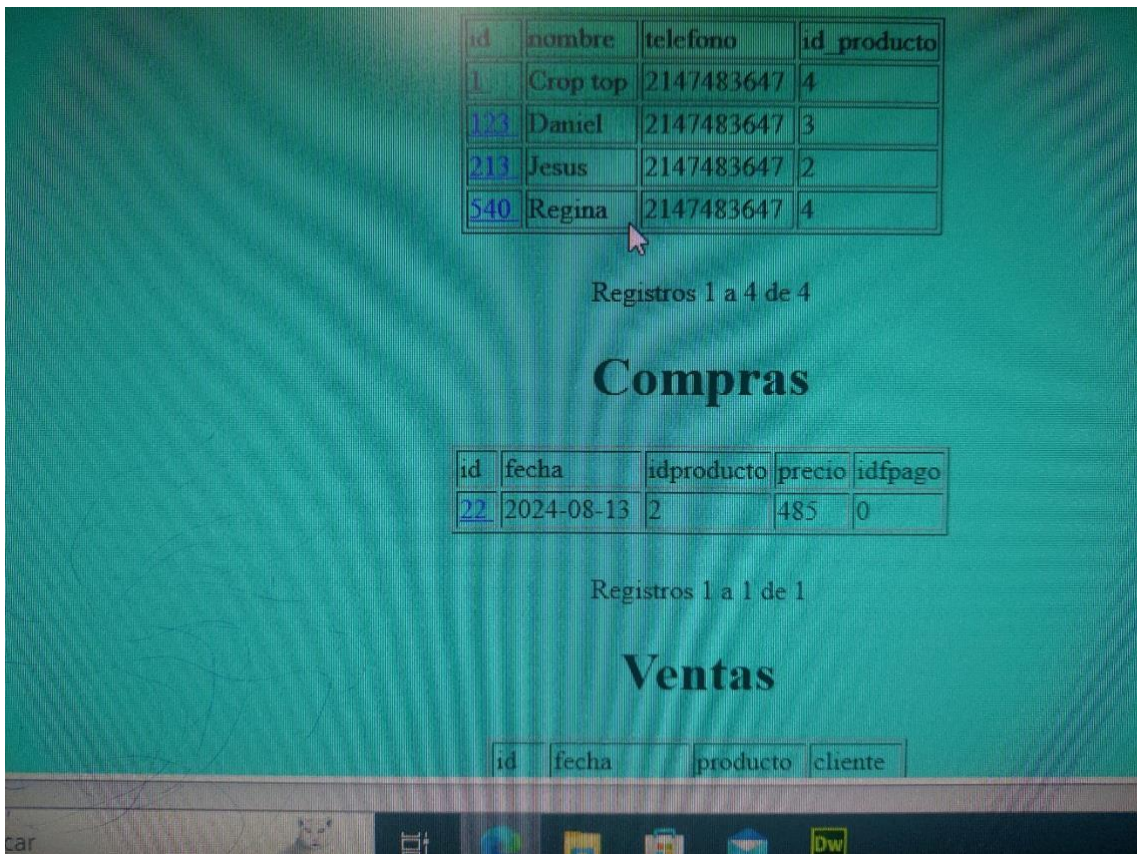 id nombre telefono id_producto
1 Crop top 2147483647 4
123 Daniel 2147483647 3
213 Jesus 2147483647 2
540 Regina 2147483647 4
Registros 1 a 4 de 4
Compras
id fecha idproducto precio idfpago
22 2024-08-13 2 485 0
Registros 1 a 1 de 1
Ventas
id fecha producto cliente
car
Dw